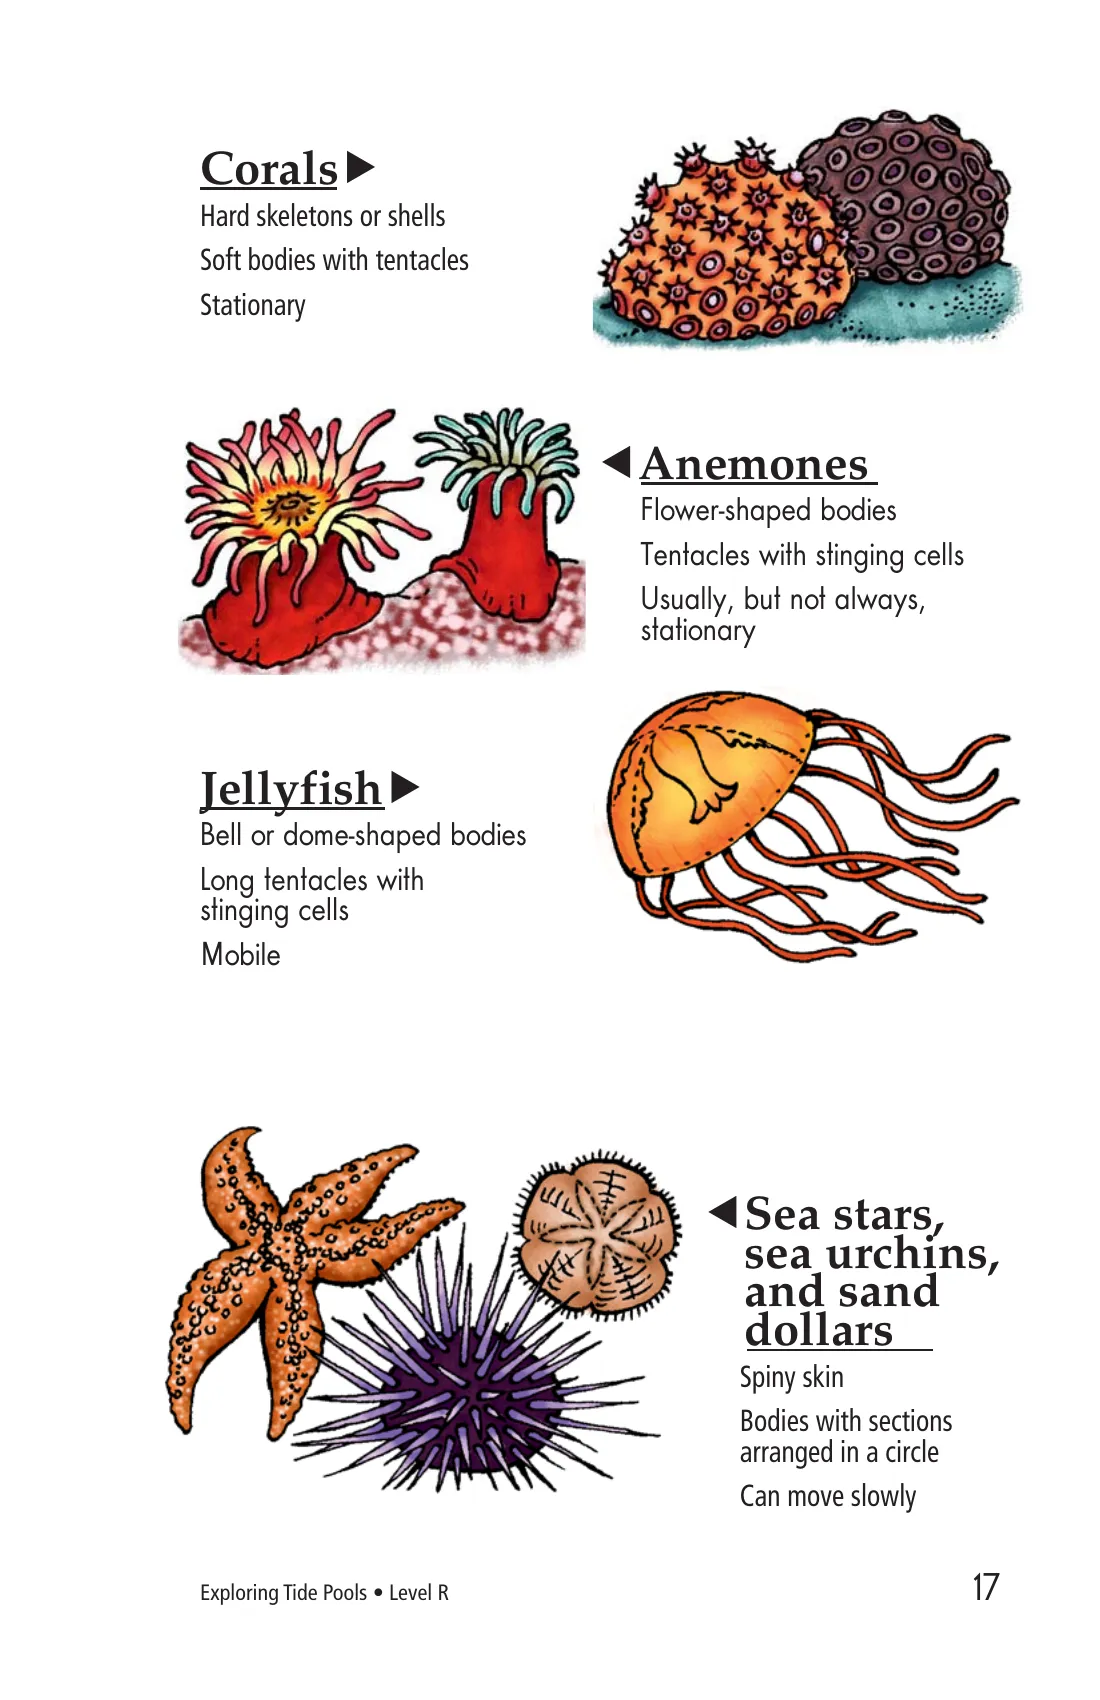 Corals
Hard skeletons or shells
Soft bodies with tentacles
Stationary
Anemones
Flower-shaped bodies
Tentacles with stinging cells
Usually, but not always,
stationary
Jellyfish
Bell or dome-shaped bodies
Long tentacles with
stinging cells
Mobile
Sea stars,
sea urchins,
and sand
dollars
Spiny skin
Bodies with sections
arranged in a circle
Can move slowly
Exploring Tide Pools • Level R
17